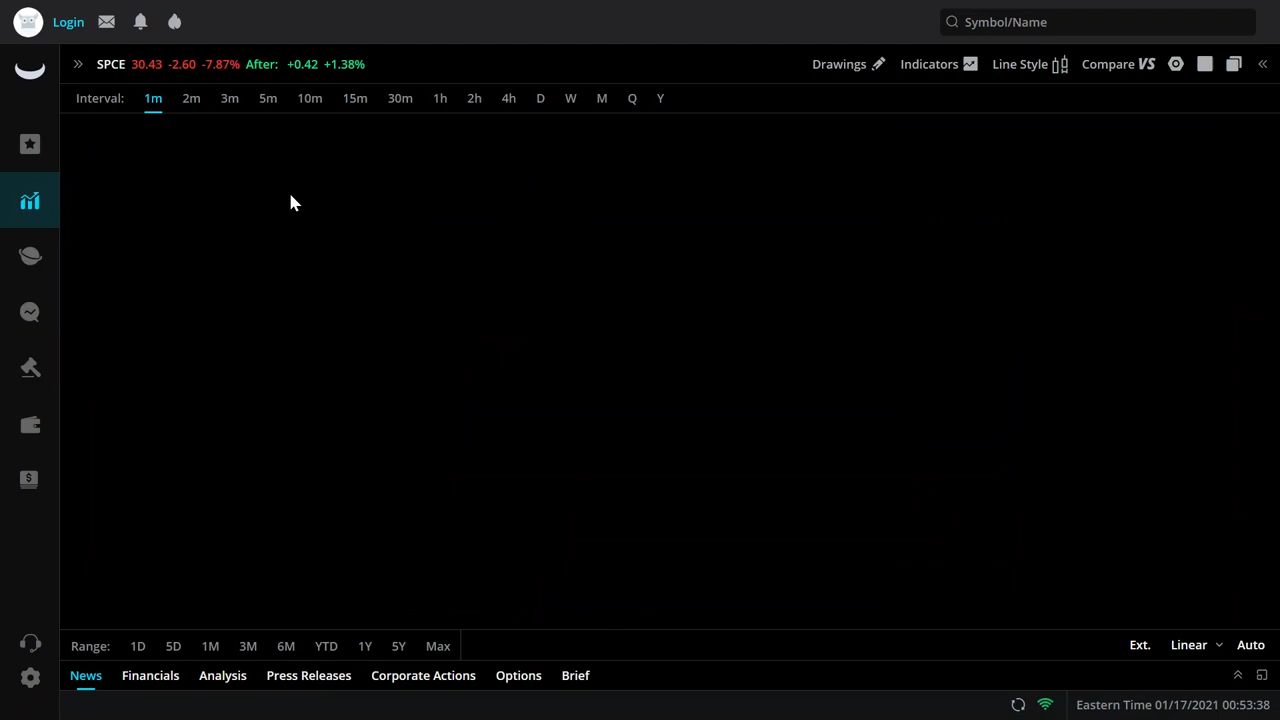 Login
Symbol/Name
SPCE 30.43 -2.60 -7.87% After: +0.42 +1.38% Drawings Indicators Line Style Compare VS
Interval: 1m 2m 3m 5m 10m 15m 30m 1h 2h 4h D W M Q Y
Range: 1D 5D 1M 3M 6M YTD 1Y 5Y Max Ext. Linear Auto
News Financials Analysis Press Releases Corporate Actions Options Brief
Eastern Time 01/17/2021 00:53:38